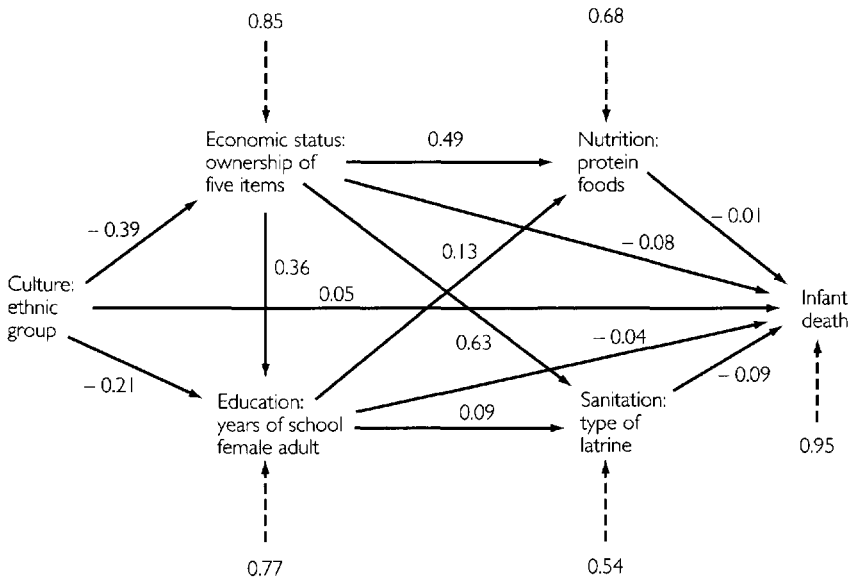 0.85
0.68
Economic status:
ownership of
five items
0.49
Nutrition:
protein
foods
– 0.39
– 0.01
– 0.08
0.13
0.36
Culture:
ethnic
group
0.05
Infant
death
0.63
– 0.04
– 0.21
– 0.09
Education:
years of school
female adult
0.09
Sanitation:
type of
latrine
0.95
0.77
0.54